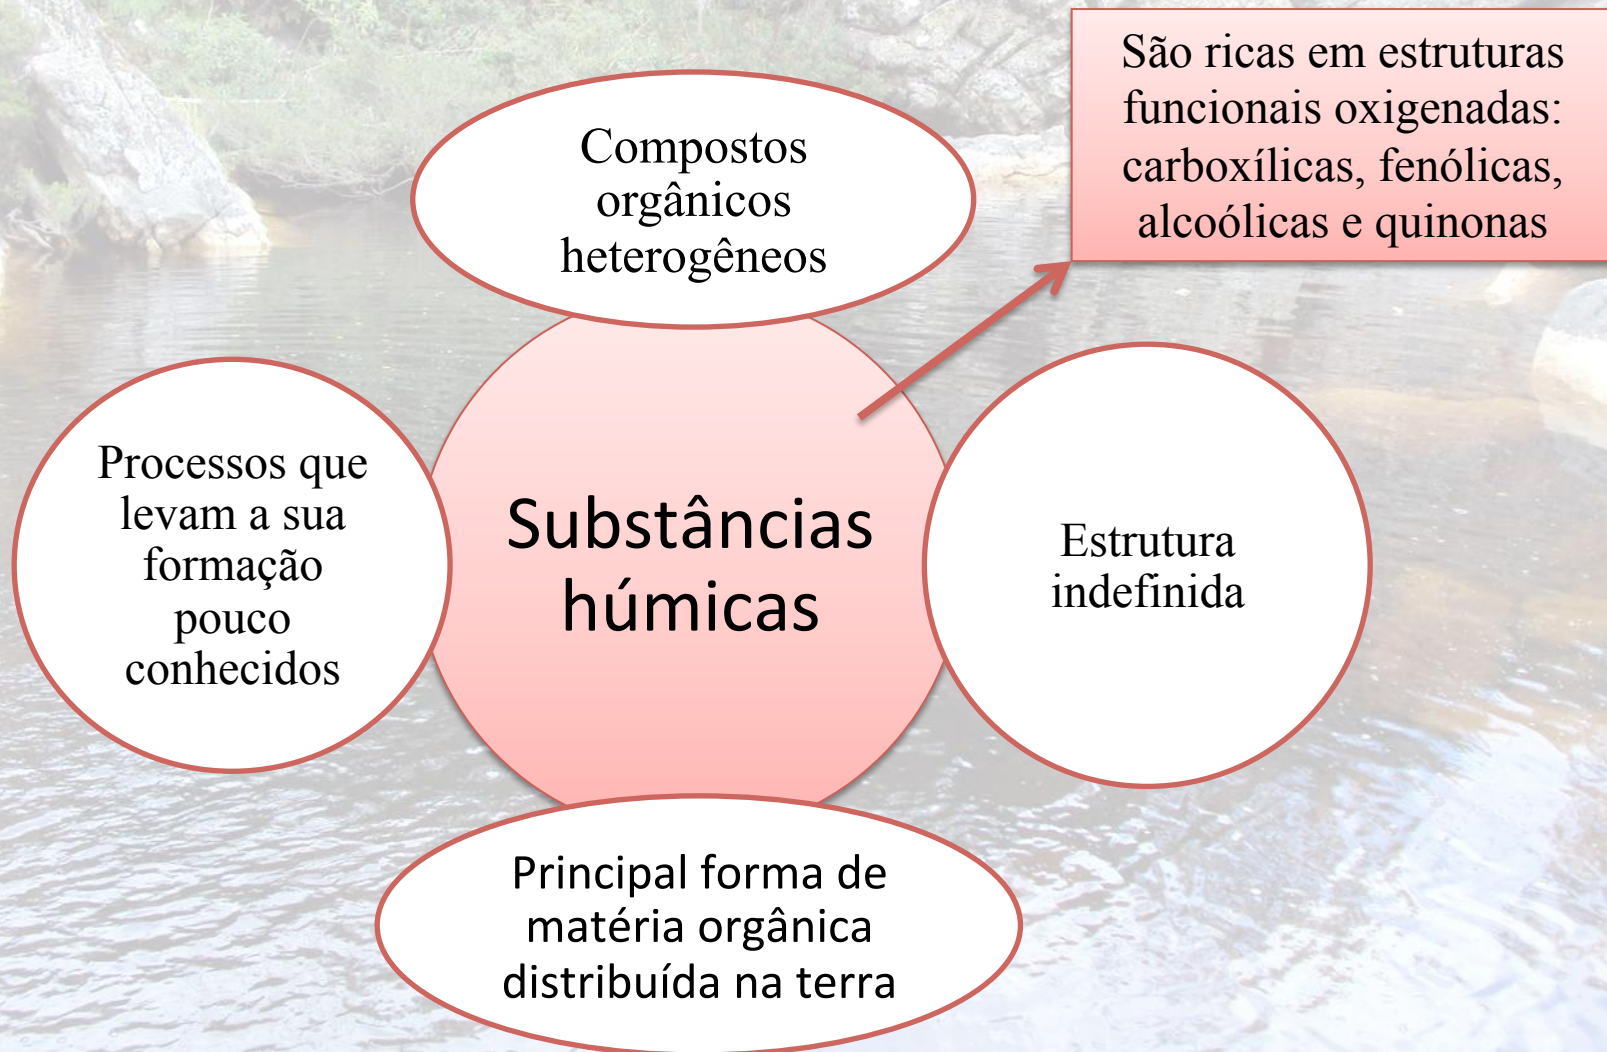 São ricas em estruturas
funcionais oxigenadas:
carboxílicas, fenólicas,
alcoólicas e quinonas
Compostos
orgânicos
heterogêneos
Processos que
levam a sua
formação
pouco
conhecidos
Substâncias
húmicas
Estrutura
indefinida
Principal forma de
matéria orgânica
distribuída na terra